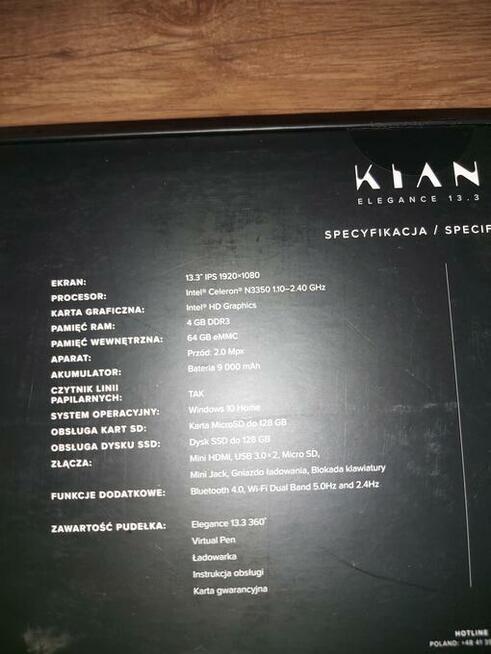 KIAN
ELEGANCE 13.3
SPECYFIKACJA / SPECIF
EKRAN: 13.3" IPS 1920×1080
PROCESOR: Intel® Celeron® N3350 1.10–2.40 GHz
KARTA GRAFICZNA: Intel® HD Graphics
PAMIĘĆ RAM: 4 GB DDR3
PAMIĘĆ WEWNĘTRZNA: 64 GB eMMC
APARAT: Przód: 2.0 Mpx
AKUMULATOR: Bateria 9 000 mAh
CZYTNIK LINII
PAPILARNYCH: TAK
SYSTEM OPERACYJNY: Windows 10 Home
OBSŁUGA KART SD: Karta MicroSD do 128 GB
OBSŁUGA DYSKU SSD: Dysk SSD do 128 GB
ZŁĄCZA: Mini HDMI, USB 3.0×2, Micro SD,
Mini Jack, Gniazdo ładowania, Blokada klawiatury
FUNKCJE DODATKOWE: Bluetooth 4.0, Wi-Fi Dual Band 5.0Hz and 2.4Hz
ZAWARTOŚĆ PUDEŁKA: Elegance 13.3 360°
Virtual Pen
Ładowarka
Instrukcja obsługi
Karta gwarancyjna
HOTLINE
POLAND: +48 41